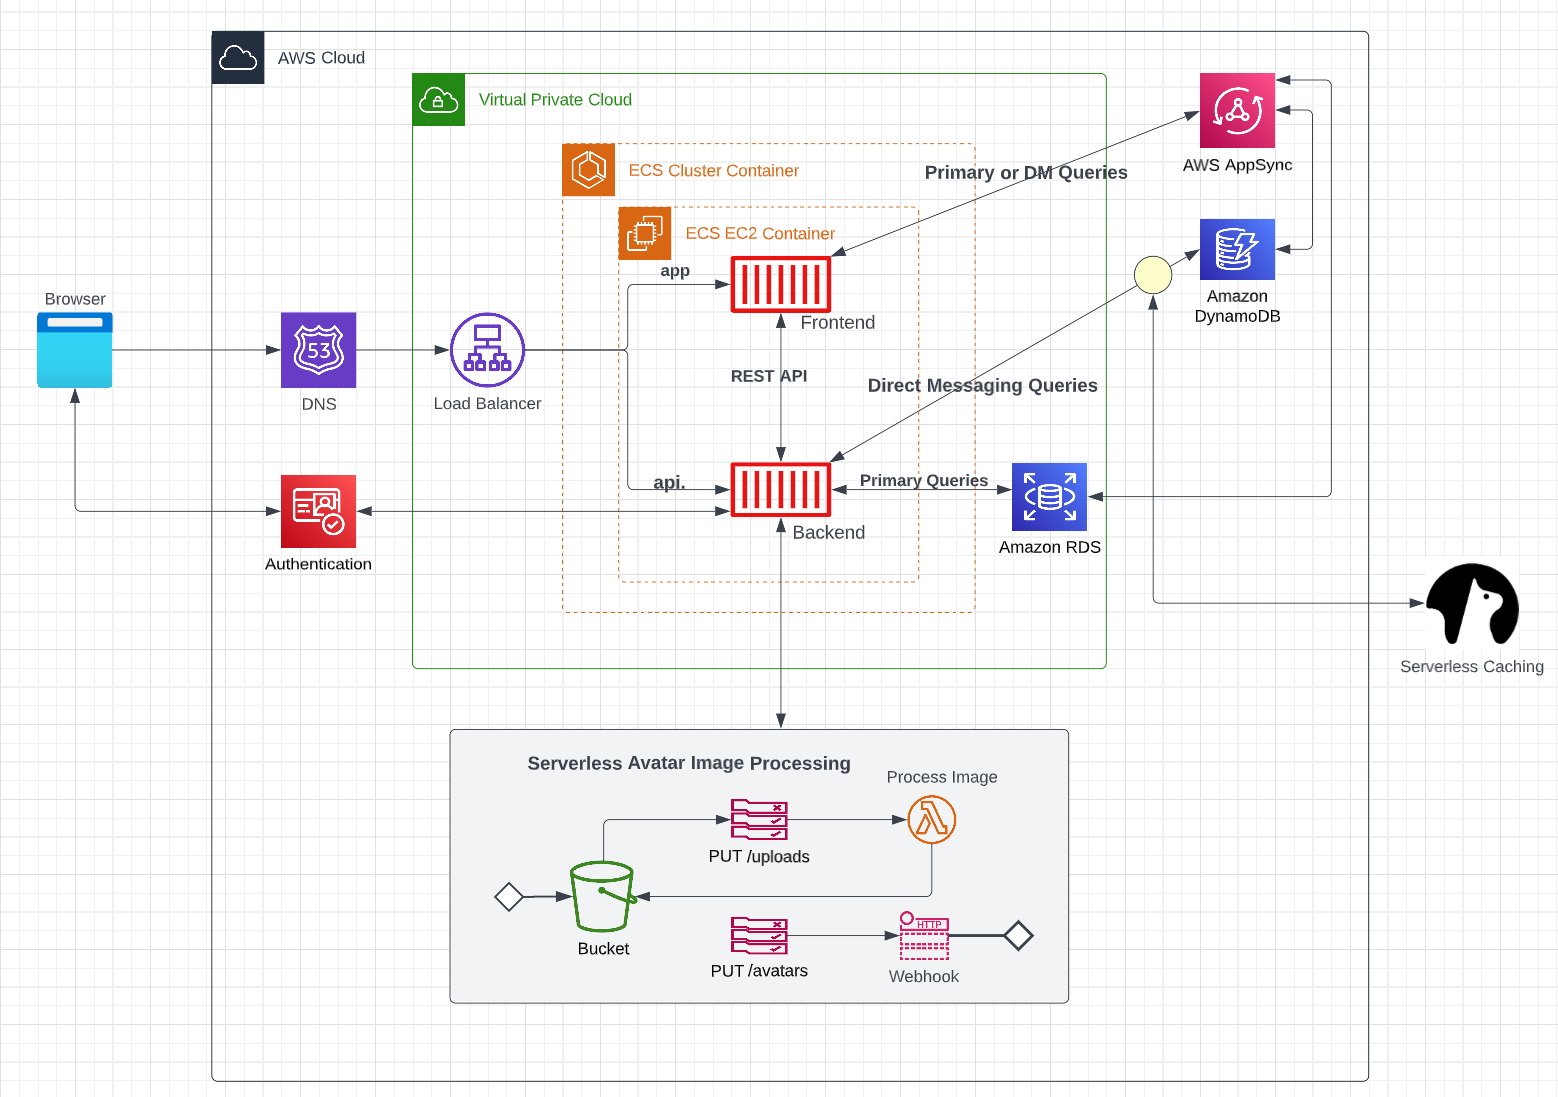 AWS Cloud
Virtual Private Cloud
ECS Cluster Container
Primary or DM Queries
AWS AppSync
ECS EC2 Container
app
Browser
Amazon
DynamoDB
Frontend
53
DNS
Load Balancer
REST API
Direct Messaging Queries
api.
Primary Queries
Backend
Amazon RDS
Authentication
Serverless Caching
Serverless Avatar Image Processing
Process Image
PUT /uploads
Bucket
HTTP
PUT /avatars
Webhook